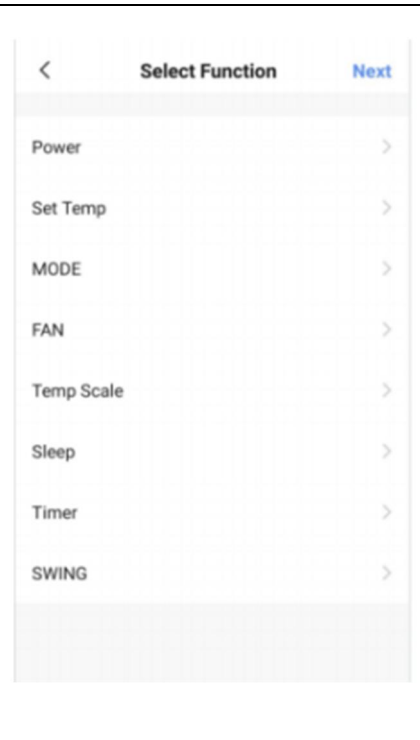 Select Function Next
Power
Set Temp
MODE
FAN
Temp Scale
Sleep
Timer
SWING